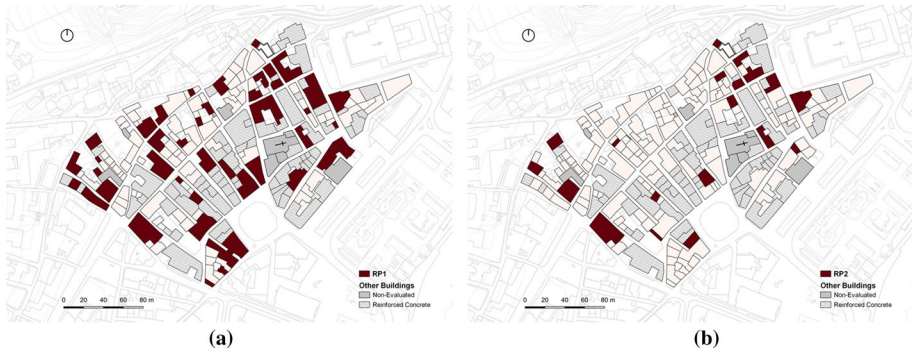 RP1
Other Buildings
Non-Evaluated
Reinforced Concrete
0 20 40 60 80 m
(a)
RP2
Other Buildings
Non-Evaluated
Reinforced Concrete
0 20 40 60 80 m
(b)